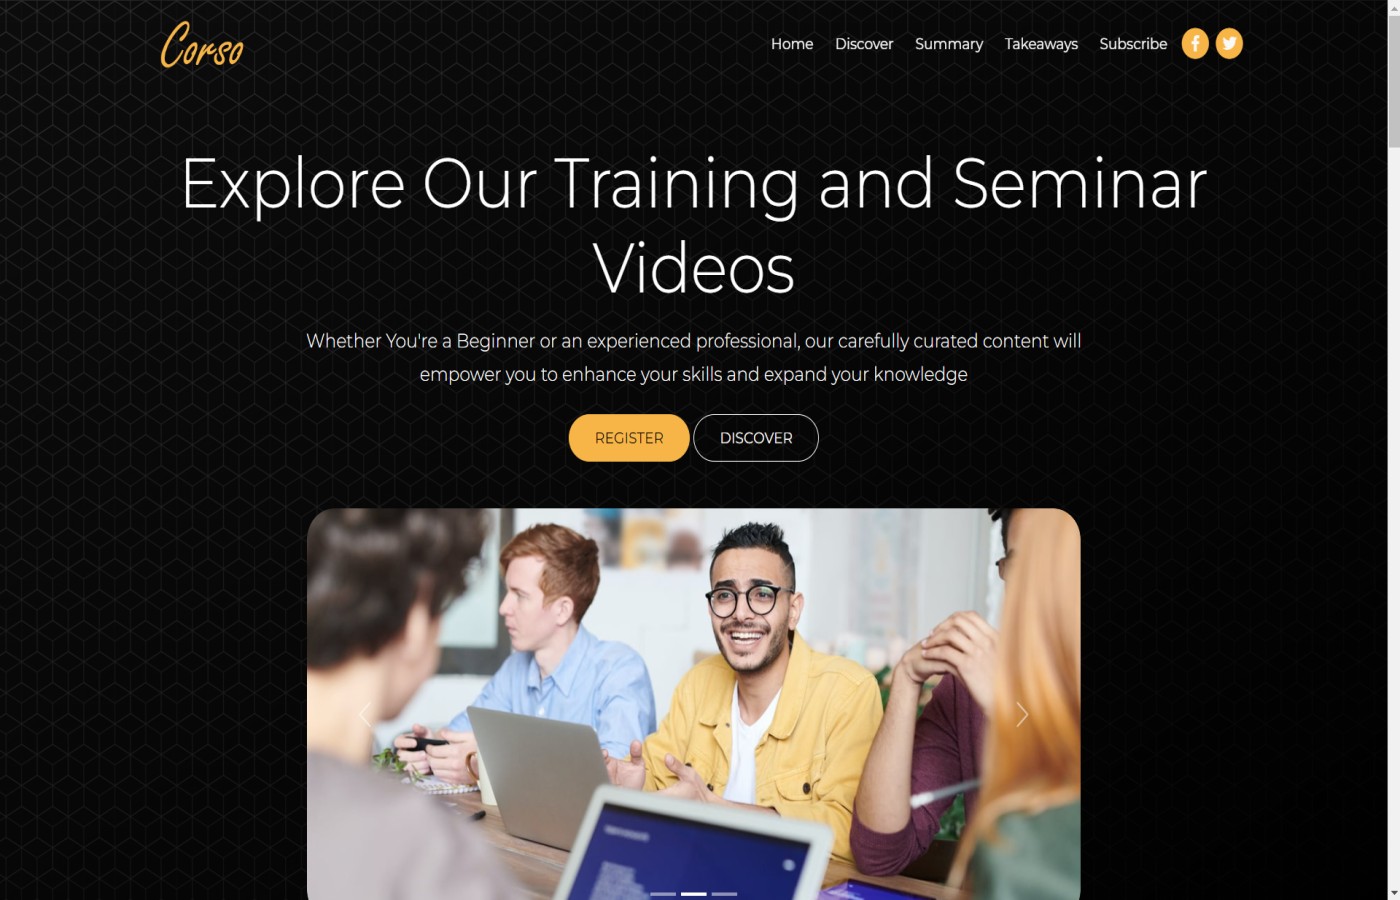 Corso
Home Discover Summary Takeaways Subscribe
Explore Our Training and Seminar
Videos
Whether You're a Beginner or an experienced professional, our carefully curated content will
empower you to enhance your skills and expand your knowledge
REGISTER DISCOVER